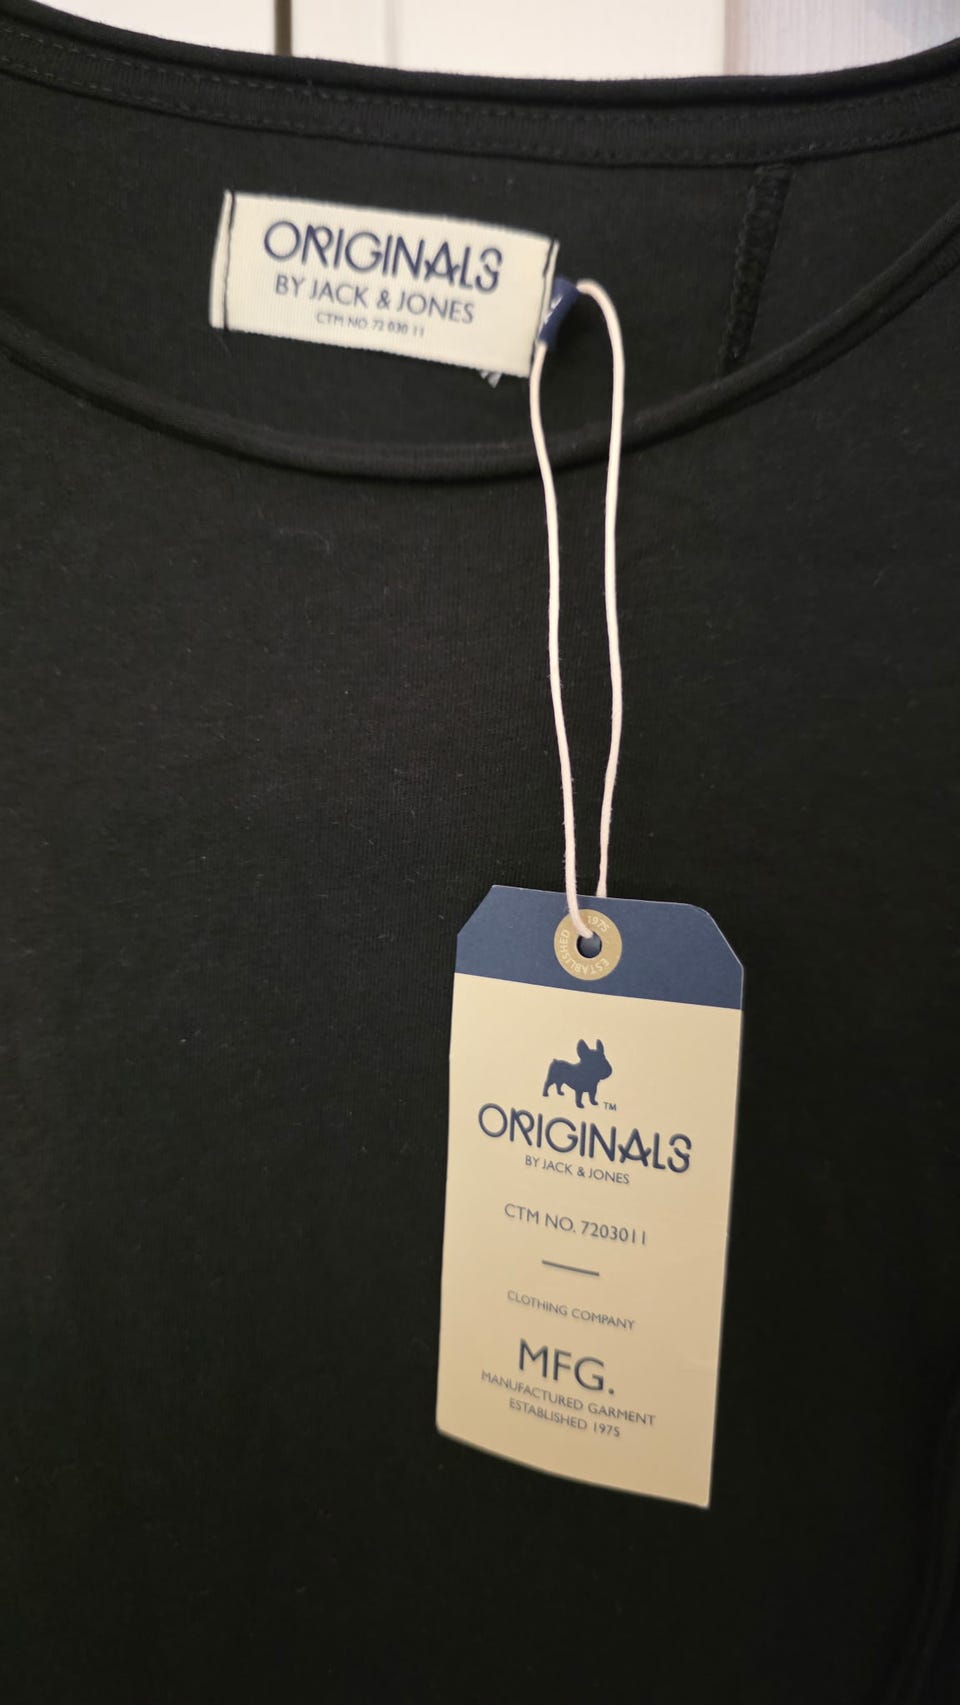 ORIGINALS
BY JACK & JONES
CTM NO. 72 030 11
1975
ESTABLISHED
ESTABLISHED
TM
ORIGINALS
BY JACK & JONES
CTM NO. 7203011
CLOTHING COMPANY
MFG.
MANUFACTURED GARMENT
ESTABLISHED 1975